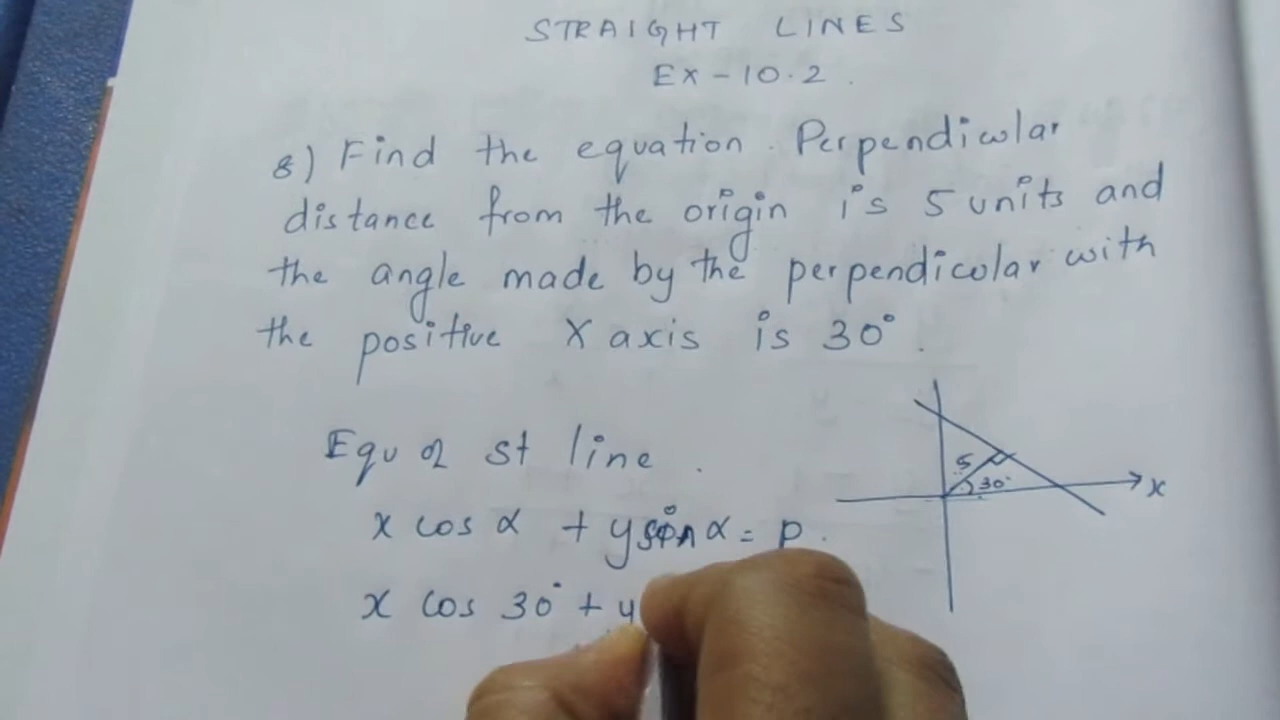 STRAIGHT LINES
EX-10.2.
8) Find the equation. Perpendicular
distance from the origin is 5 units and
the angle made by the perpendicular with
the positive X axis is 30°.
Equ of st line.
x cos α + y sin α = p.
x cos 30° + y
5
30°
x